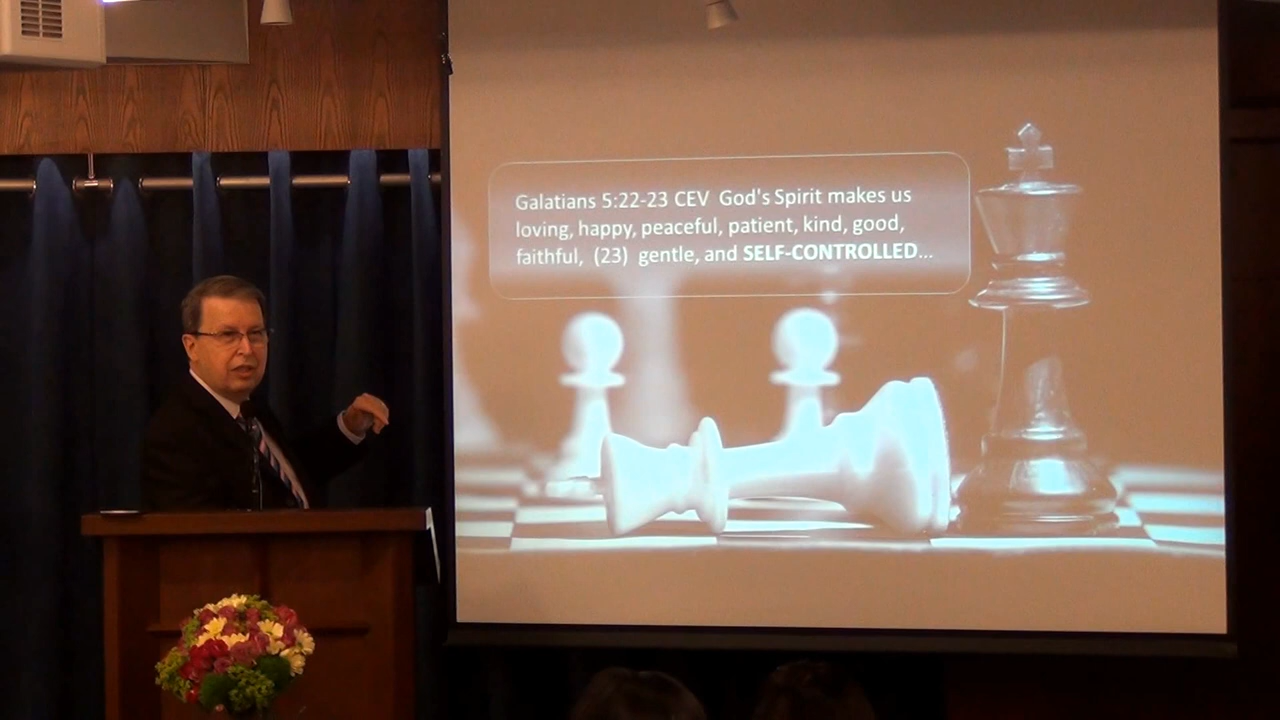 Galatians 5:22-23 CEV  God's Spirit makes us
loving, happy, peaceful, patient, kind, good,
faithful,  (23)  gentle, and SELF-CONTROLLED...